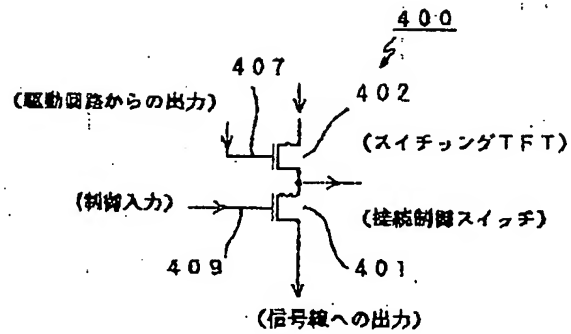 400
407
402
(駆動回路からの出力)
(スイチッングTFT)
(制御入力)
(接続制御スイッチ)
409
401
(信号線への出力)